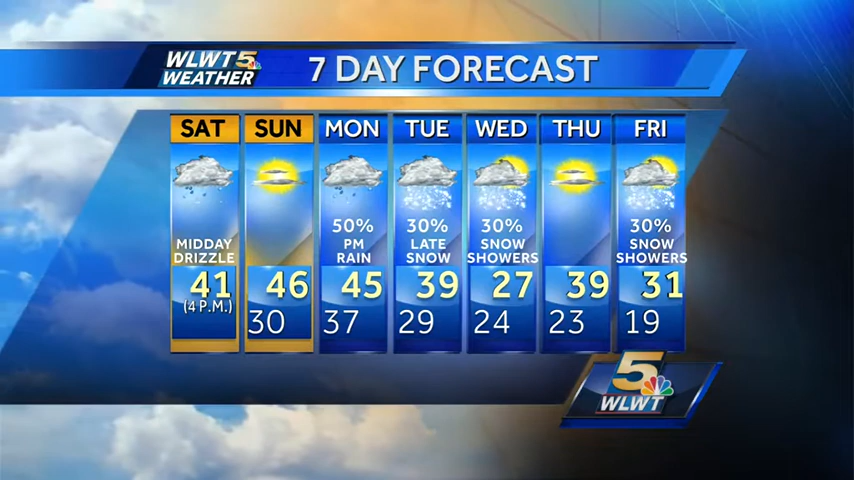 WLWT 5
WEATHER
7 DAY FORECAST
SAT SUN MON TUE WED THU FRI
50% 30% 30% 30%
MIDDAY PM LATE SNOW SNOW
DRIZZLE RAIN SNOW SHOWERS SHOWERS
41 46 45 39 27 39 31
(4 P.M.)
30 37 29 24 23 19
5
WLWT